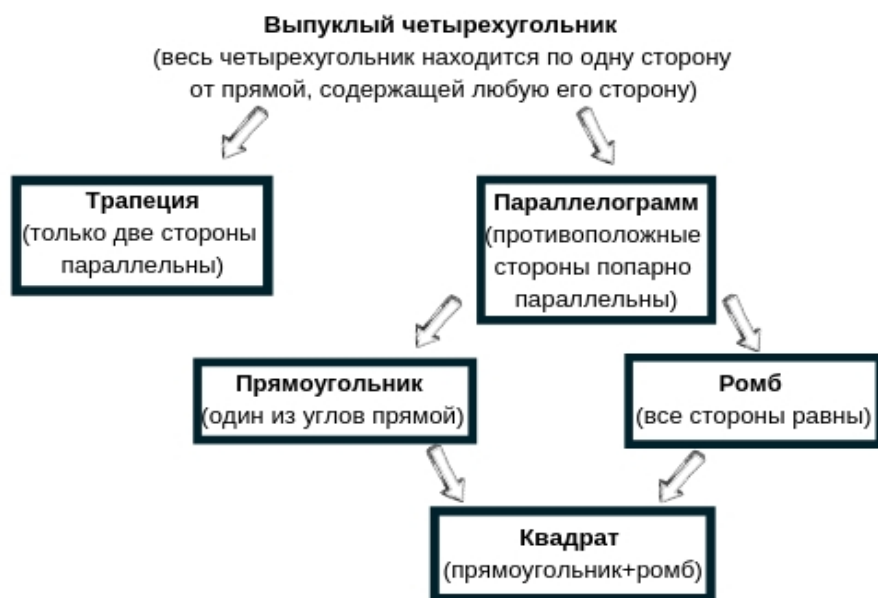 Выпуклый четырехугольник
(весь четырехугольник находится по одну сторону
от прямой, содержащей любую его сторону)
Трапеция
(только две стороны
параллельны)
Параллелограмм
(противоположные
стороны попарно
параллельны)
Прямоугольник
(один из углов прямой)
Ромб
(все стороны равны)
Квадрат
(прямоугольник+ромб)